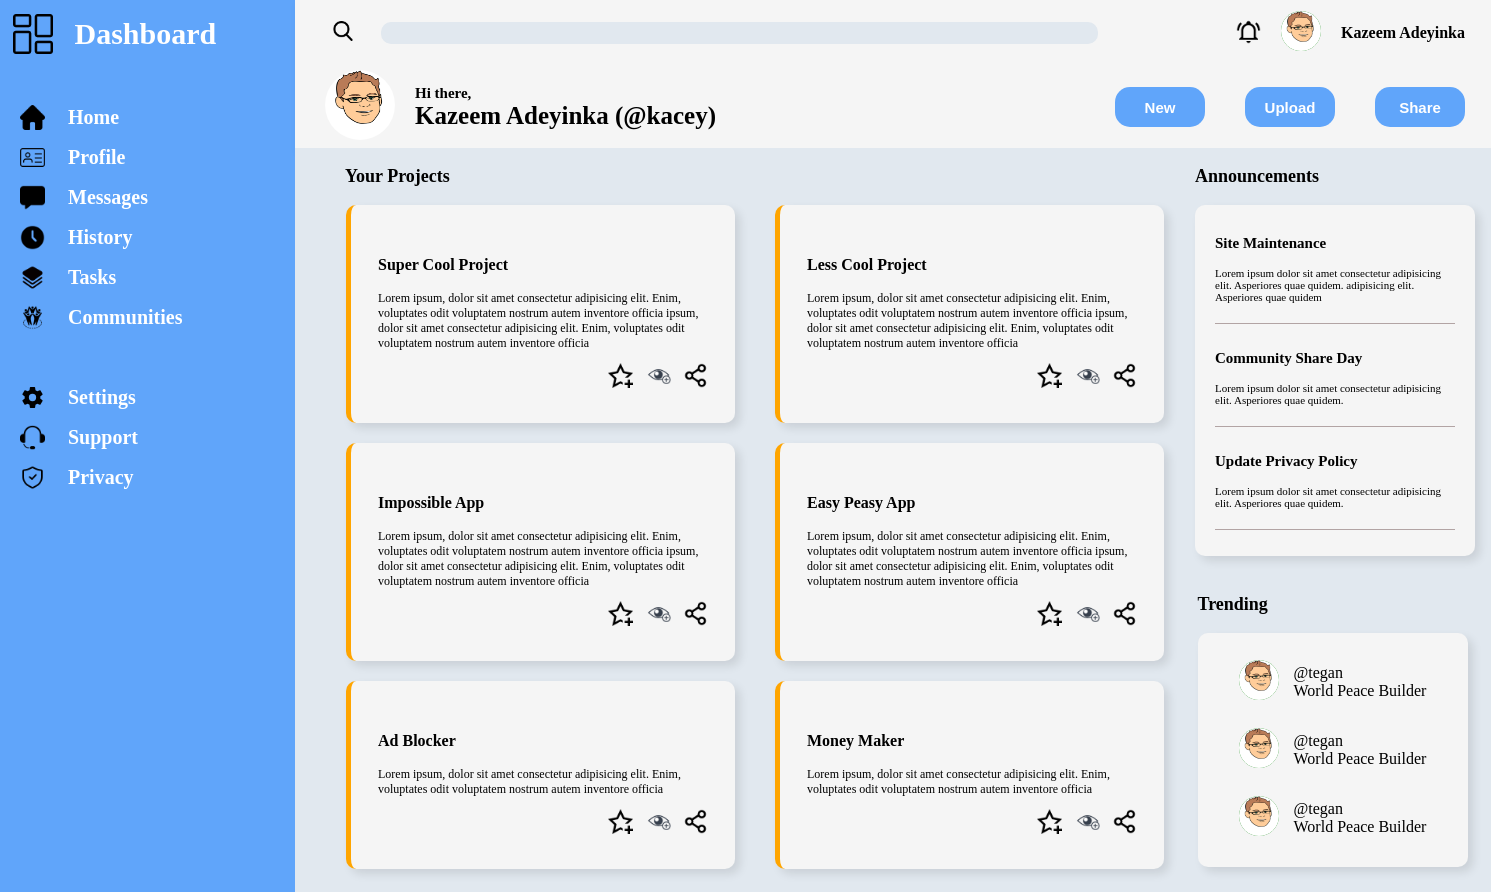 Dashboard
Home
Profile
Messages
History
Tasks
Communities
Settings
Support
Privacy
Kazeem Adeyinka
Hi there,
Kazeem Adeyinka (@kacey)
New
Upload
Share
Your Projects
Super Cool Project
Lorem ipsum, dolor sit amet consectetur adipisicing elit. Enim,
voluptates odit voluptatem nostrum autem inventore officia ipsum,
dolor sit amet consectetur adipisicing elit. Enim, voluptates odit
voluptatem nostrum autem inventore officia
Less Cool Project
Lorem ipsum, dolor sit amet consectetur adipisicing elit. Enim,
voluptates odit voluptatem nostrum autem inventore officia ipsum,
dolor sit amet consectetur adipisicing elit. Enim, voluptates odit
voluptatem nostrum autem inventore officia
Impossible App
Lorem ipsum, dolor sit amet consectetur adipisicing elit. Enim,
voluptates odit voluptatem nostrum autem inventore officia ipsum,
dolor sit amet consectetur adipisicing elit. Enim, voluptates odit
voluptatem nostrum autem inventore officia
Easy Peasy App
Lorem ipsum, dolor sit amet consectetur adipisicing elit. Enim,
voluptates odit voluptatem nostrum autem inventore officia ipsum,
dolor sit amet consectetur adipisicing elit. Enim, voluptates odit
voluptatem nostrum autem inventore officia
Ad Blocker
Lorem ipsum, dolor sit amet consectetur adipisicing elit. Enim,
voluptates odit voluptatem nostrum autem inventore officia
Money Maker
Lorem ipsum, dolor sit amet consectetur adipisicing elit. Enim,
voluptates odit voluptatem nostrum autem inventore officia
Announcements
Site Maintenance
Lorem ipsum dolor sit amet consectetur adipisicing
elit. Asperiores quae quidem. adipisicing elit.
Asperiores quae quidem
Community Share Day
Lorem ipsum dolor sit amet consectetur adipisicing
elit. Asperiores quae quidem.
Update Privacy Policy
Lorem ipsum dolor sit amet consectetur adipisicing
elit. Asperiores quae quidem.
Trending
@tegan
World Peace Builder
@tegan
World Peace Builder
@tegan
World Peace Builder